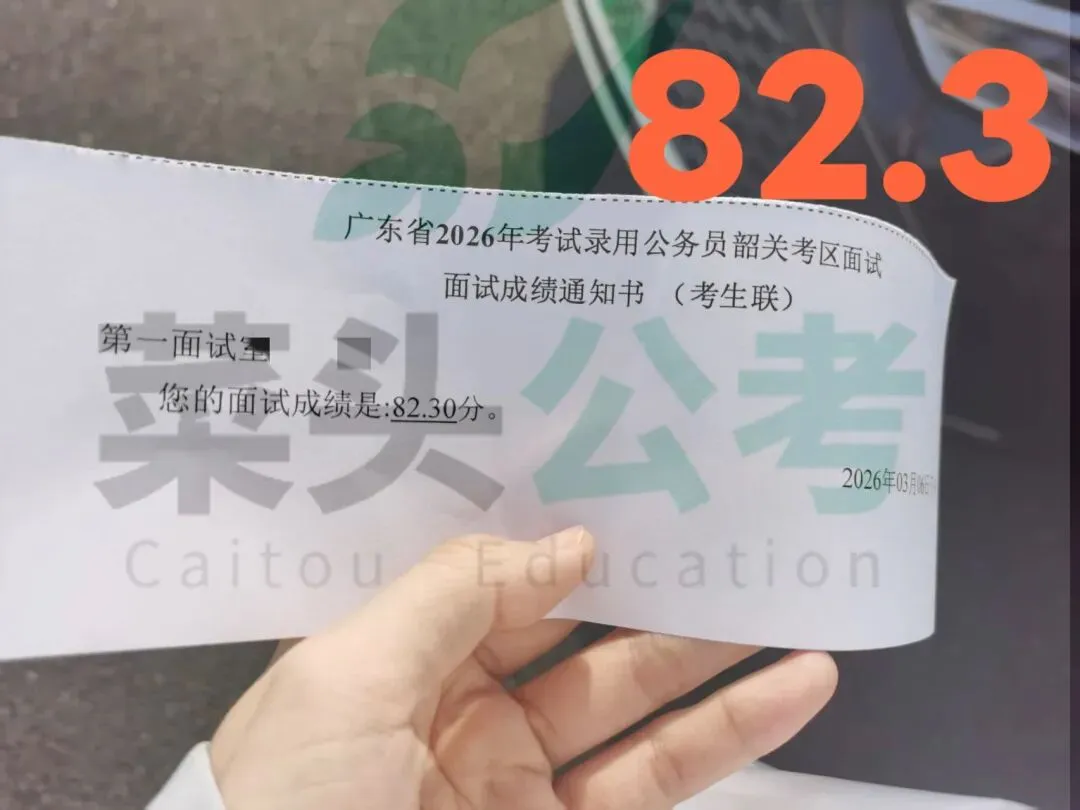 82.3
广东省2026年考试录用公务员韶关考区面试
面试成绩通知书 （考生联）
第一面试室
您的面试成绩是:82.30分。
2026年03月06日
菜头公考
Caitou Education